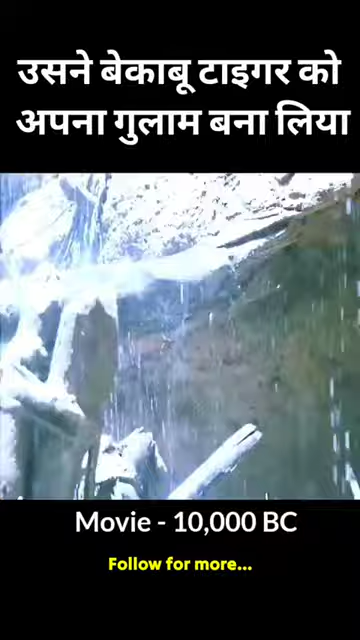 उसने बेकाबू टाइगर को
अपना गुलाम बना लिया
Movie - 10,000 BC
Follow for more...